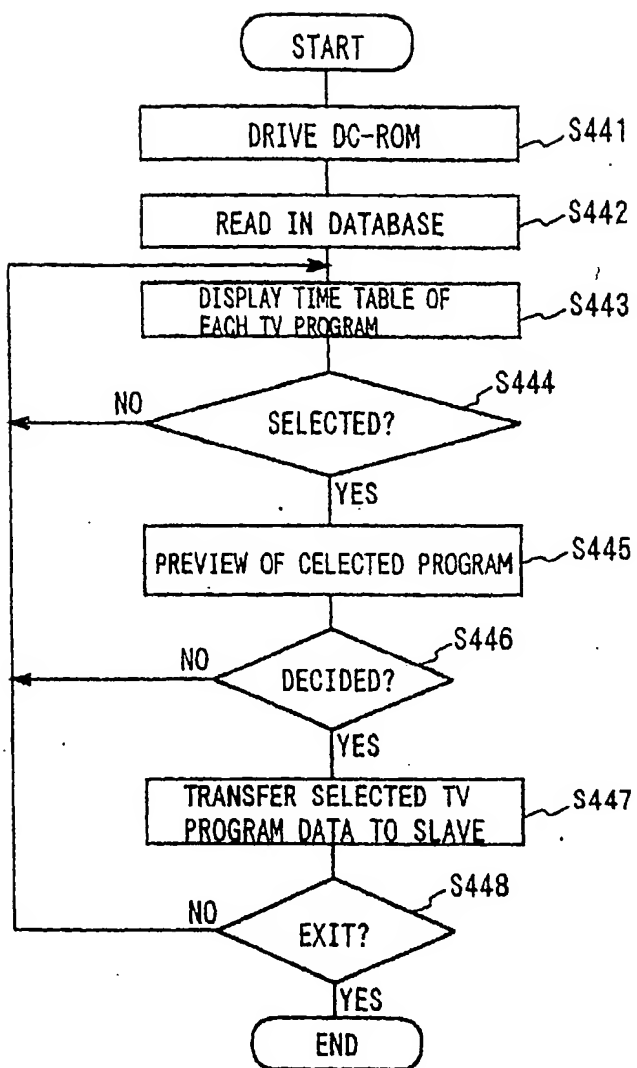 START
DRIVE DC-ROM
S441
READ IN DATABASE
S442
DISPLAY TIME TABLE OF
EACH TV PROGRAM
S443
S444
NO
SELECTED?
YES
PREVIEW OF CELECTED PROGRAM
S445
S446
NO
DECIDED?
YES
TRANSFER SELECTED TV
PROGRAM DATA TO SLAVE
S447
S448
NO
EXIT?
YES
END